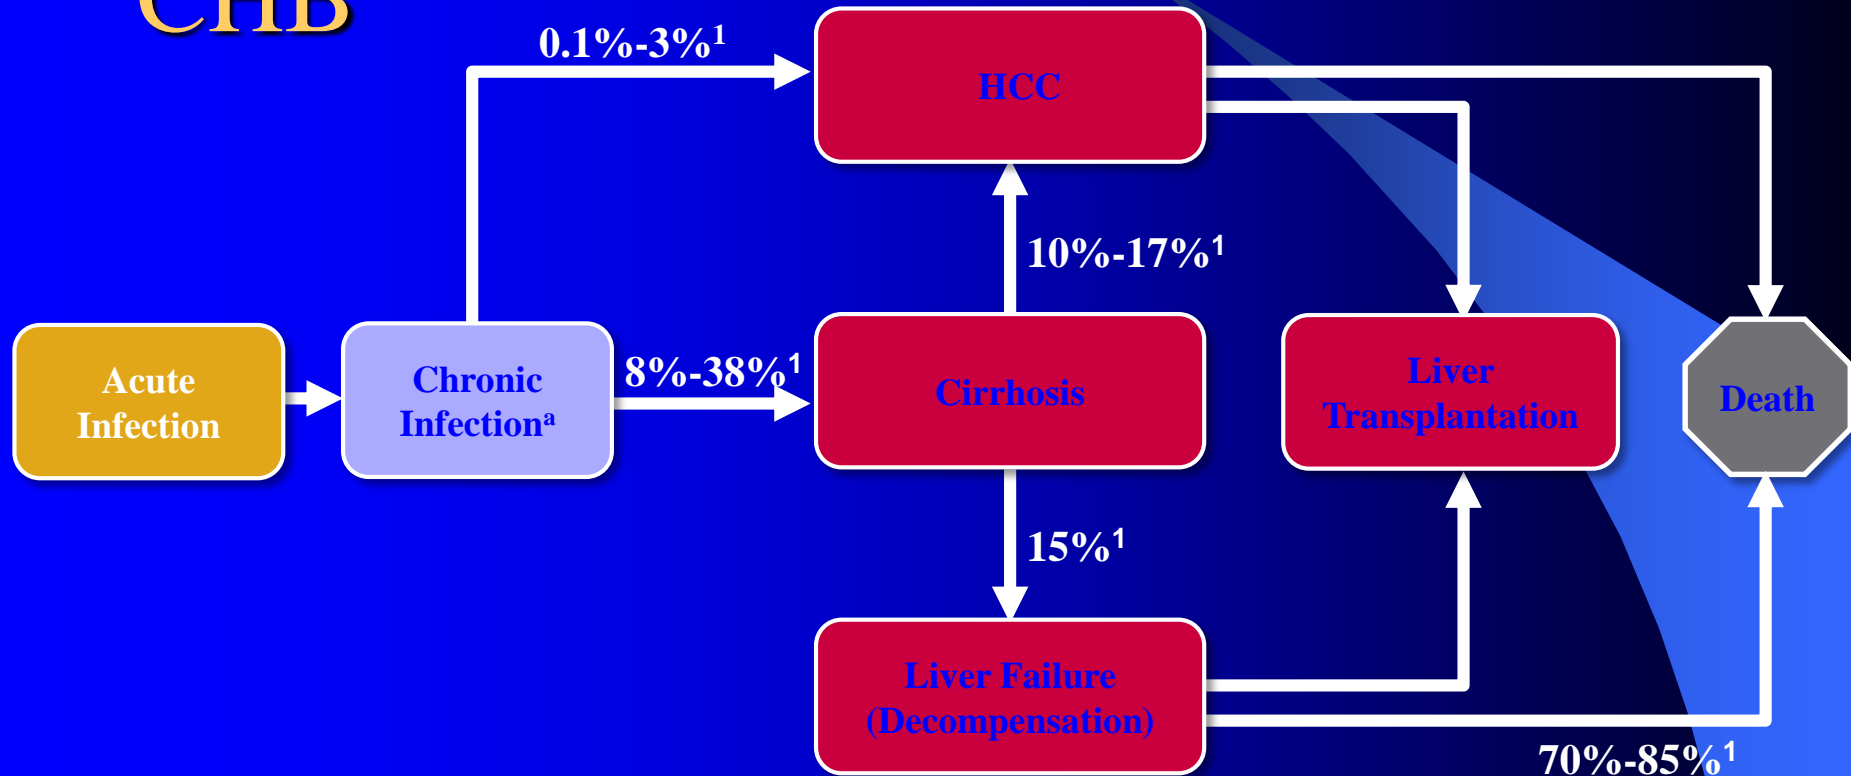 CHB
0.1%-3%¹
HCC
10%-17%¹
Acute
Infection
Chronic
Infectionᵃ
8%-38%¹
Cirrhosis
Liver
Transplantation
Death
15%¹
Liver Failure
(Decompensation)
70%-85%¹